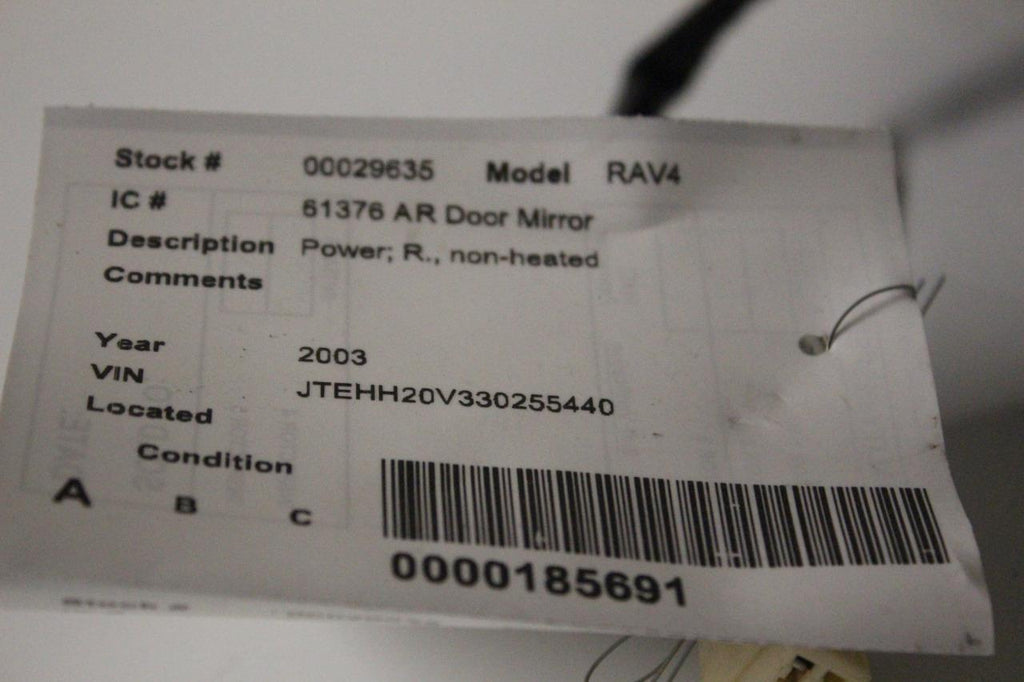 Stock # 00029635 Model RAV4
IC # 61376 AR Door Mirror
Description Power; R., non-heated
Comments
Year 2003
VIN JTEHH20V330255440
Located
Condition
A B C
0000185691